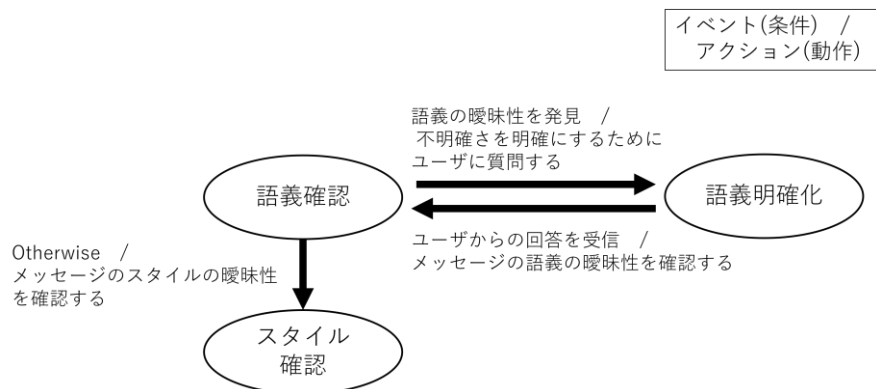 イベント(条件) /
アクション(動作)
語義の曖昧性を発見 /
不明確さを明確にするために
ユーザに質問する
語義確認
語義明確化
ユーザからの回答を受信 /
メッセージの語義の曖昧性を確認する
Otherwise /
メッセージのスタイルの曖昧性
を確認する
スタイル
確認